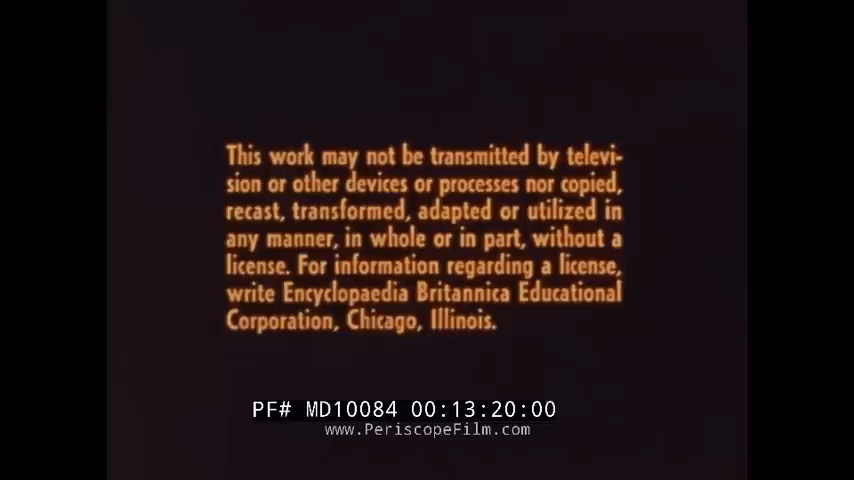 This work may not be transmitted by televi-
sion or other devices or processes nor copied,
recast, transformed, adapted or utilized in
any manner, in whole or in part, without a
license. For information regarding a license,
write Encyclopaedia Britannica Educational
Corporation, Chicago, Illinois.
PF# MD10084 00:13:20:00
www.PeriscopeFilm.com